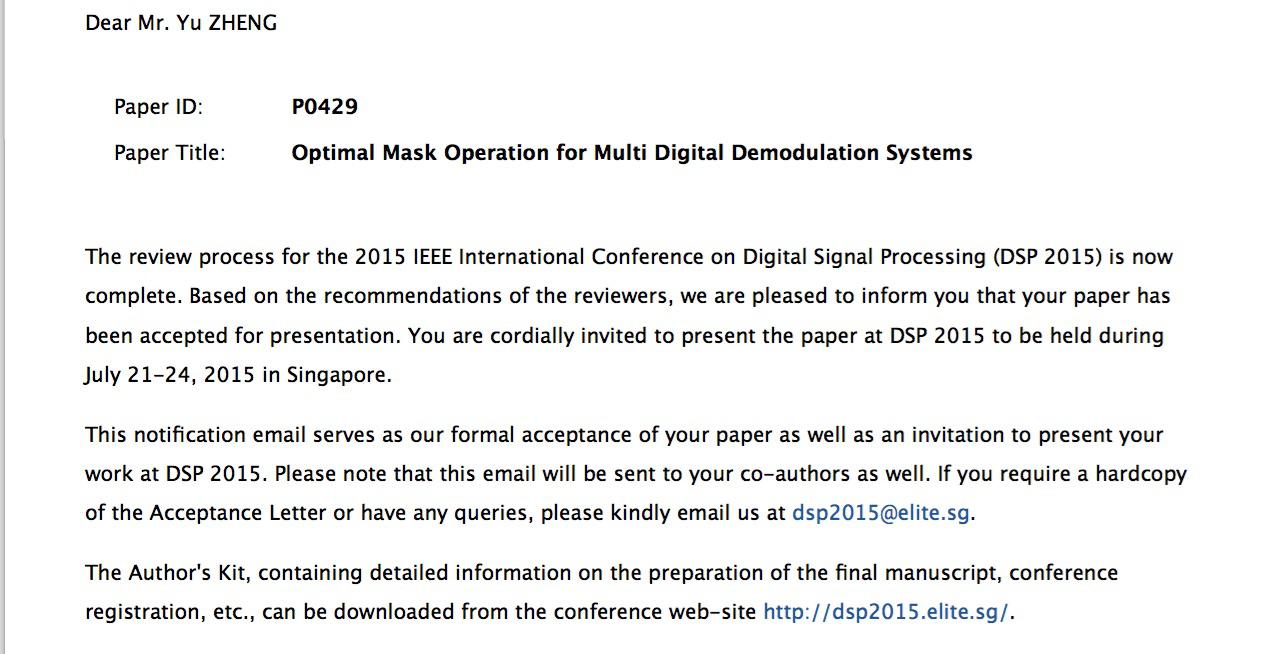 Dear Mr. Yu ZHENG
Paper ID: P0429
Paper Title: Optimal Mask Operation for Multi Digital Demodulation Systems
The review process for the 2015 IEEE International Conference on Digital Signal Processing (DSP 2015) is now
complete. Based on the recommendations of the reviewers, we are pleased to inform you that your paper has
been accepted for presentation. You are cordially invited to present the paper at DSP 2015 to be held during
July 21–24, 2015 in Singapore.
This notification email serves as our formal acceptance of your paper as well as an invitation to present your
work at DSP 2015. Please note that this email will be sent to your co-authors as well. If you require a hardcopy
of the Acceptance Letter or have any queries, please kindly email us at dsp2015@elite.sg.
The Author's Kit, containing detailed information on the preparation of the final manuscript, conference
registration, etc., can be downloaded from the conference web-site http://dsp2015.elite.sg/.